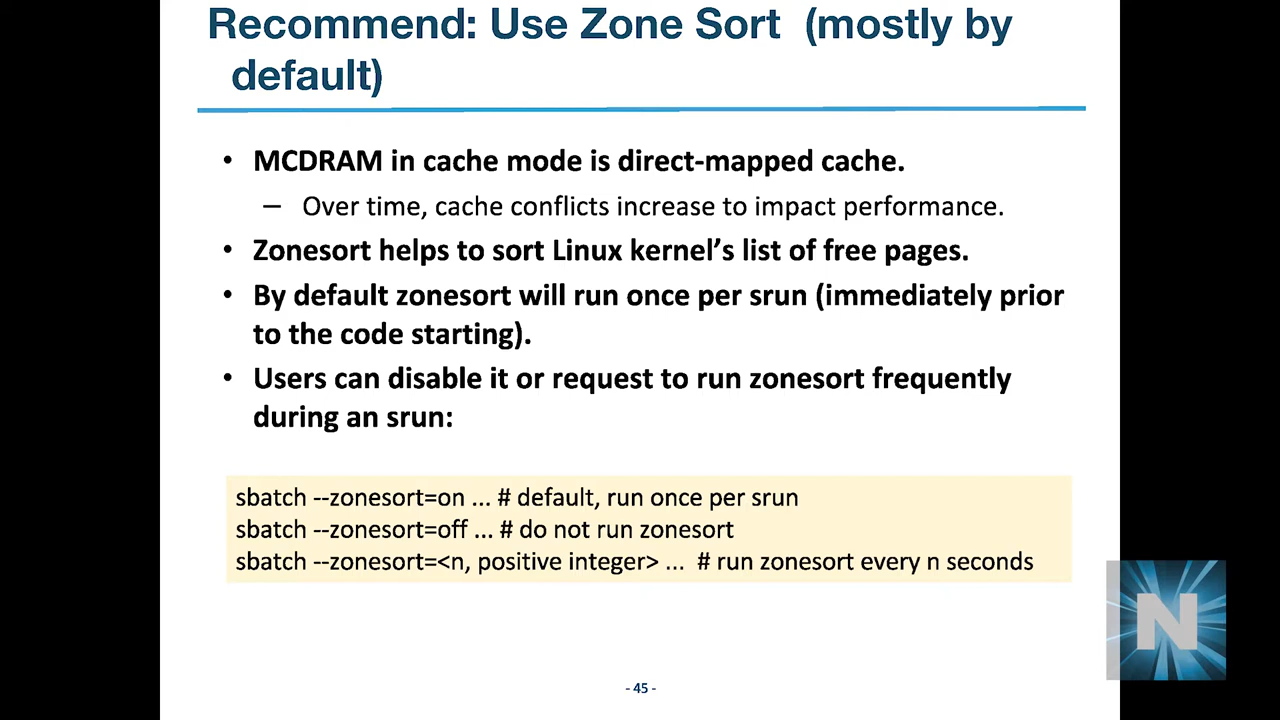 Recommend: Use Zone Sort (mostly by
default)
• MCDRAM in cache mode is direct-mapped cache.
– Over time, cache conflicts increase to impact performance.
• Zonesort helps to sort Linux kernel’s list of free pages.
• By default zonesort will run once per srun (immediately prior
to the code starting).
• Users can disable it or request to run zonesort frequently
during an srun:
sbatch --zonesort=on ... # default, run once per srun
sbatch --zonesort=off ... # do not run zonesort
sbatch --zonesort=<n, positive integer> ... # run zonesort every n seconds
N
- 45 -